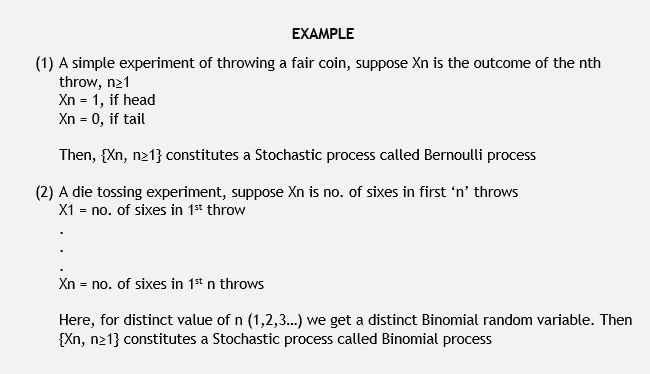 EXAMPLE
(1) A simple experiment of throwing a fair coin, suppose Xn is the outcome of the nth
throw, n≥1
Xn = 1, if head
Xn = 0, if tail
Then, {Xn, n≥1} constitutes a Stochastic process called Bernoulli process
(2) A die tossing experiment, suppose Xn is no. of sixes in first ‘n’ throws
X1 = no. of sixes in 1st throw
.
.
.
Xn = no. of sixes in 1st n throws
Here, for distinct value of n (1,2,3…) we get a distinct Binomial random variable. Then
{Xn, n≥1} constitutes a Stochastic process called Binomial process